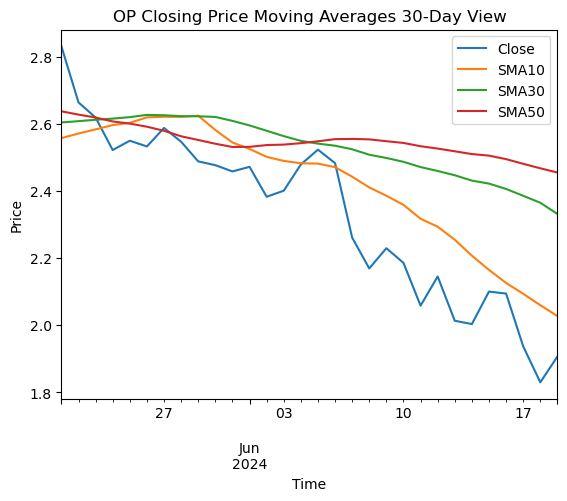 OP Closing Price Moving Averages 30-Day View
Close
SMA10
SMA30
SMA50
2.8
2.6
2.4
2.2
2.0
1.8
Price
27
03
10
17
Jun
2024
Time